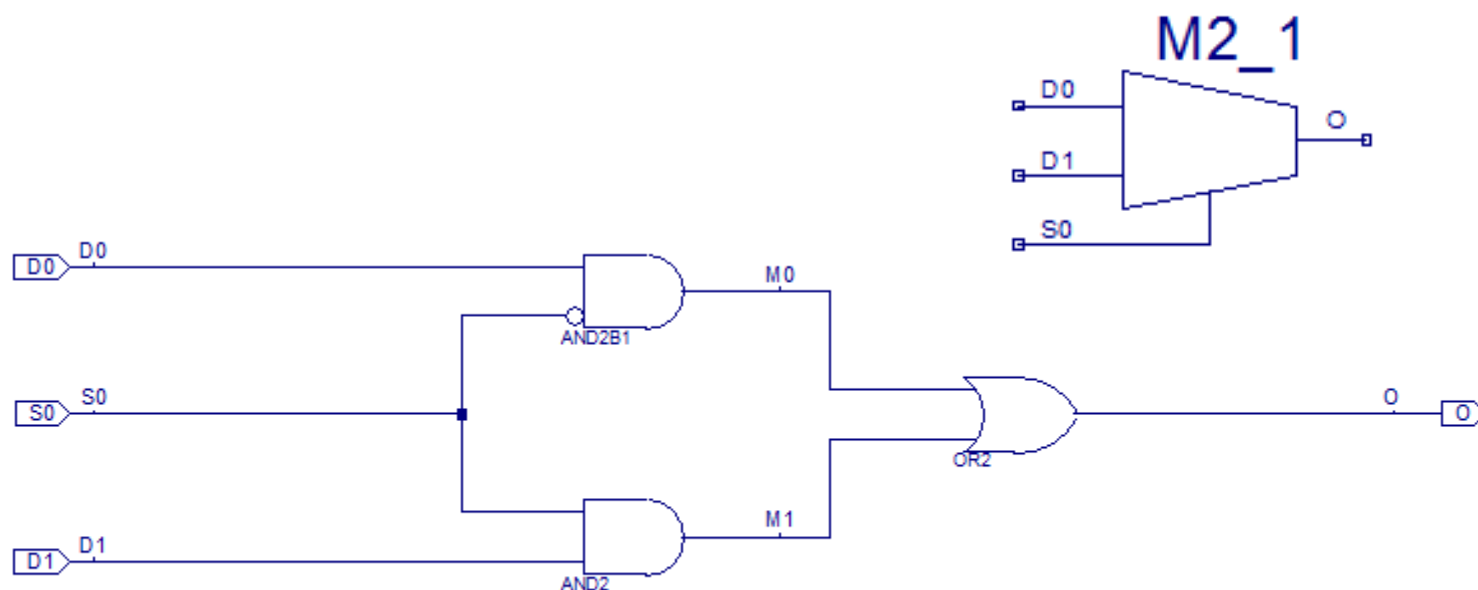 M2_1
D0
O
D1
S0
D0 D0
M0
AND2B1
S0 S0
O O
OR2
M1
D1 D1
AND2